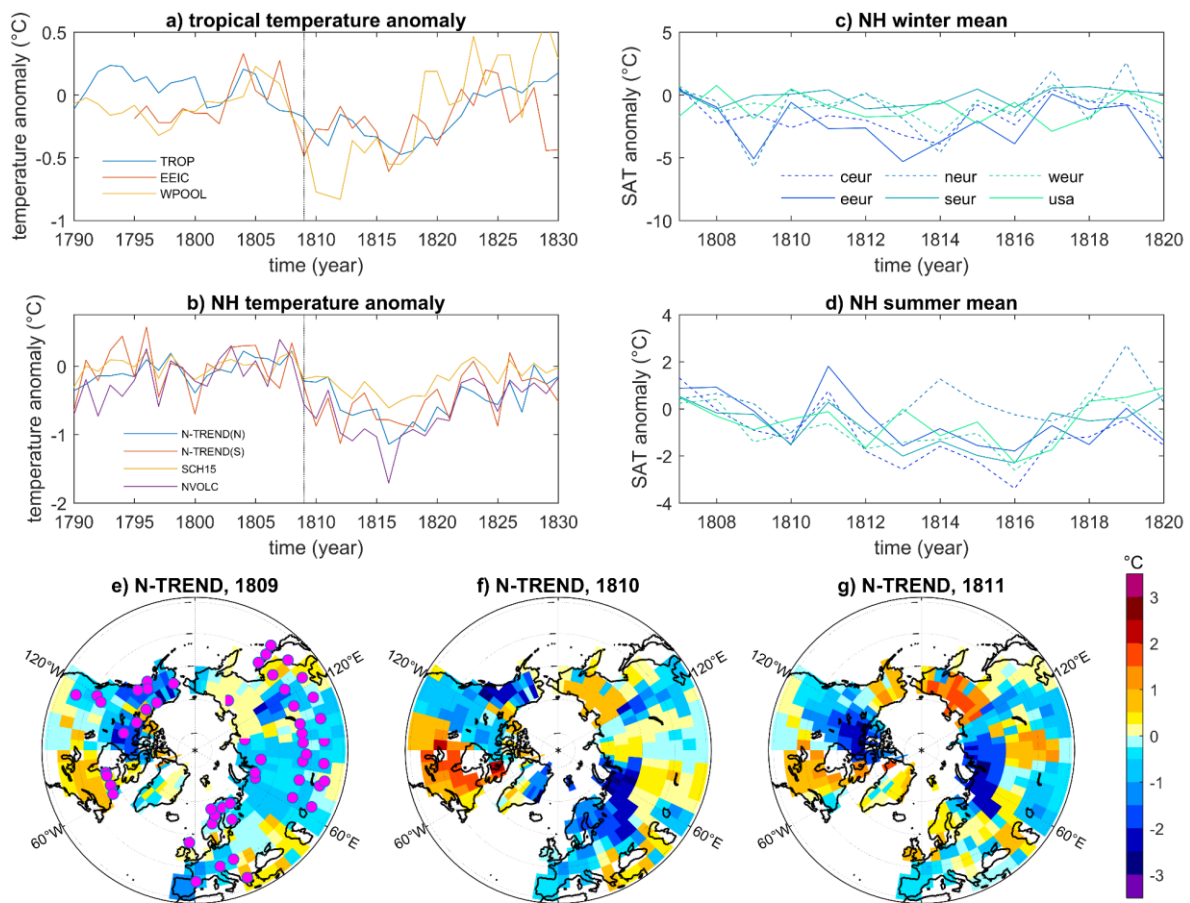 a) tropical temperature anomaly
temperature anomaly (°C)
0.5
0
-0.5
-1
TROP
EEIC
WPOOL
1790 1795 1800 1805 1810 1815 1820 1825 1830
time (year)
c) NH winter mean
SAT anomaly (°C)
5
0
-5
-10
ceur neur weur
eeur seur usa
1808 1810 1812 1814 1816 1818 1820
time (year)
b) NH temperature anomaly
temperature anomaly (°C)
0
-1
-2
N-TREND(N)
N-TREND(S)
SCH15
NVOLC
1790 1795 1800 1805 1810 1815 1820 1825 1830
time (year)
d) NH summer mean
SAT anomaly (°C)
4
2
0
-2
-4
1808 1810 1812 1814 1816 1818 1820
time (year)
e) N-TREND, 1809
120°W
120°E
60°W
60°E
f) N-TREND, 1810
120°W
120°E
60°W
60°E
g) N-TREND, 1811
120°W
120°E
60°W
60°E
°C
3
2
1
0
-1
-2
-3